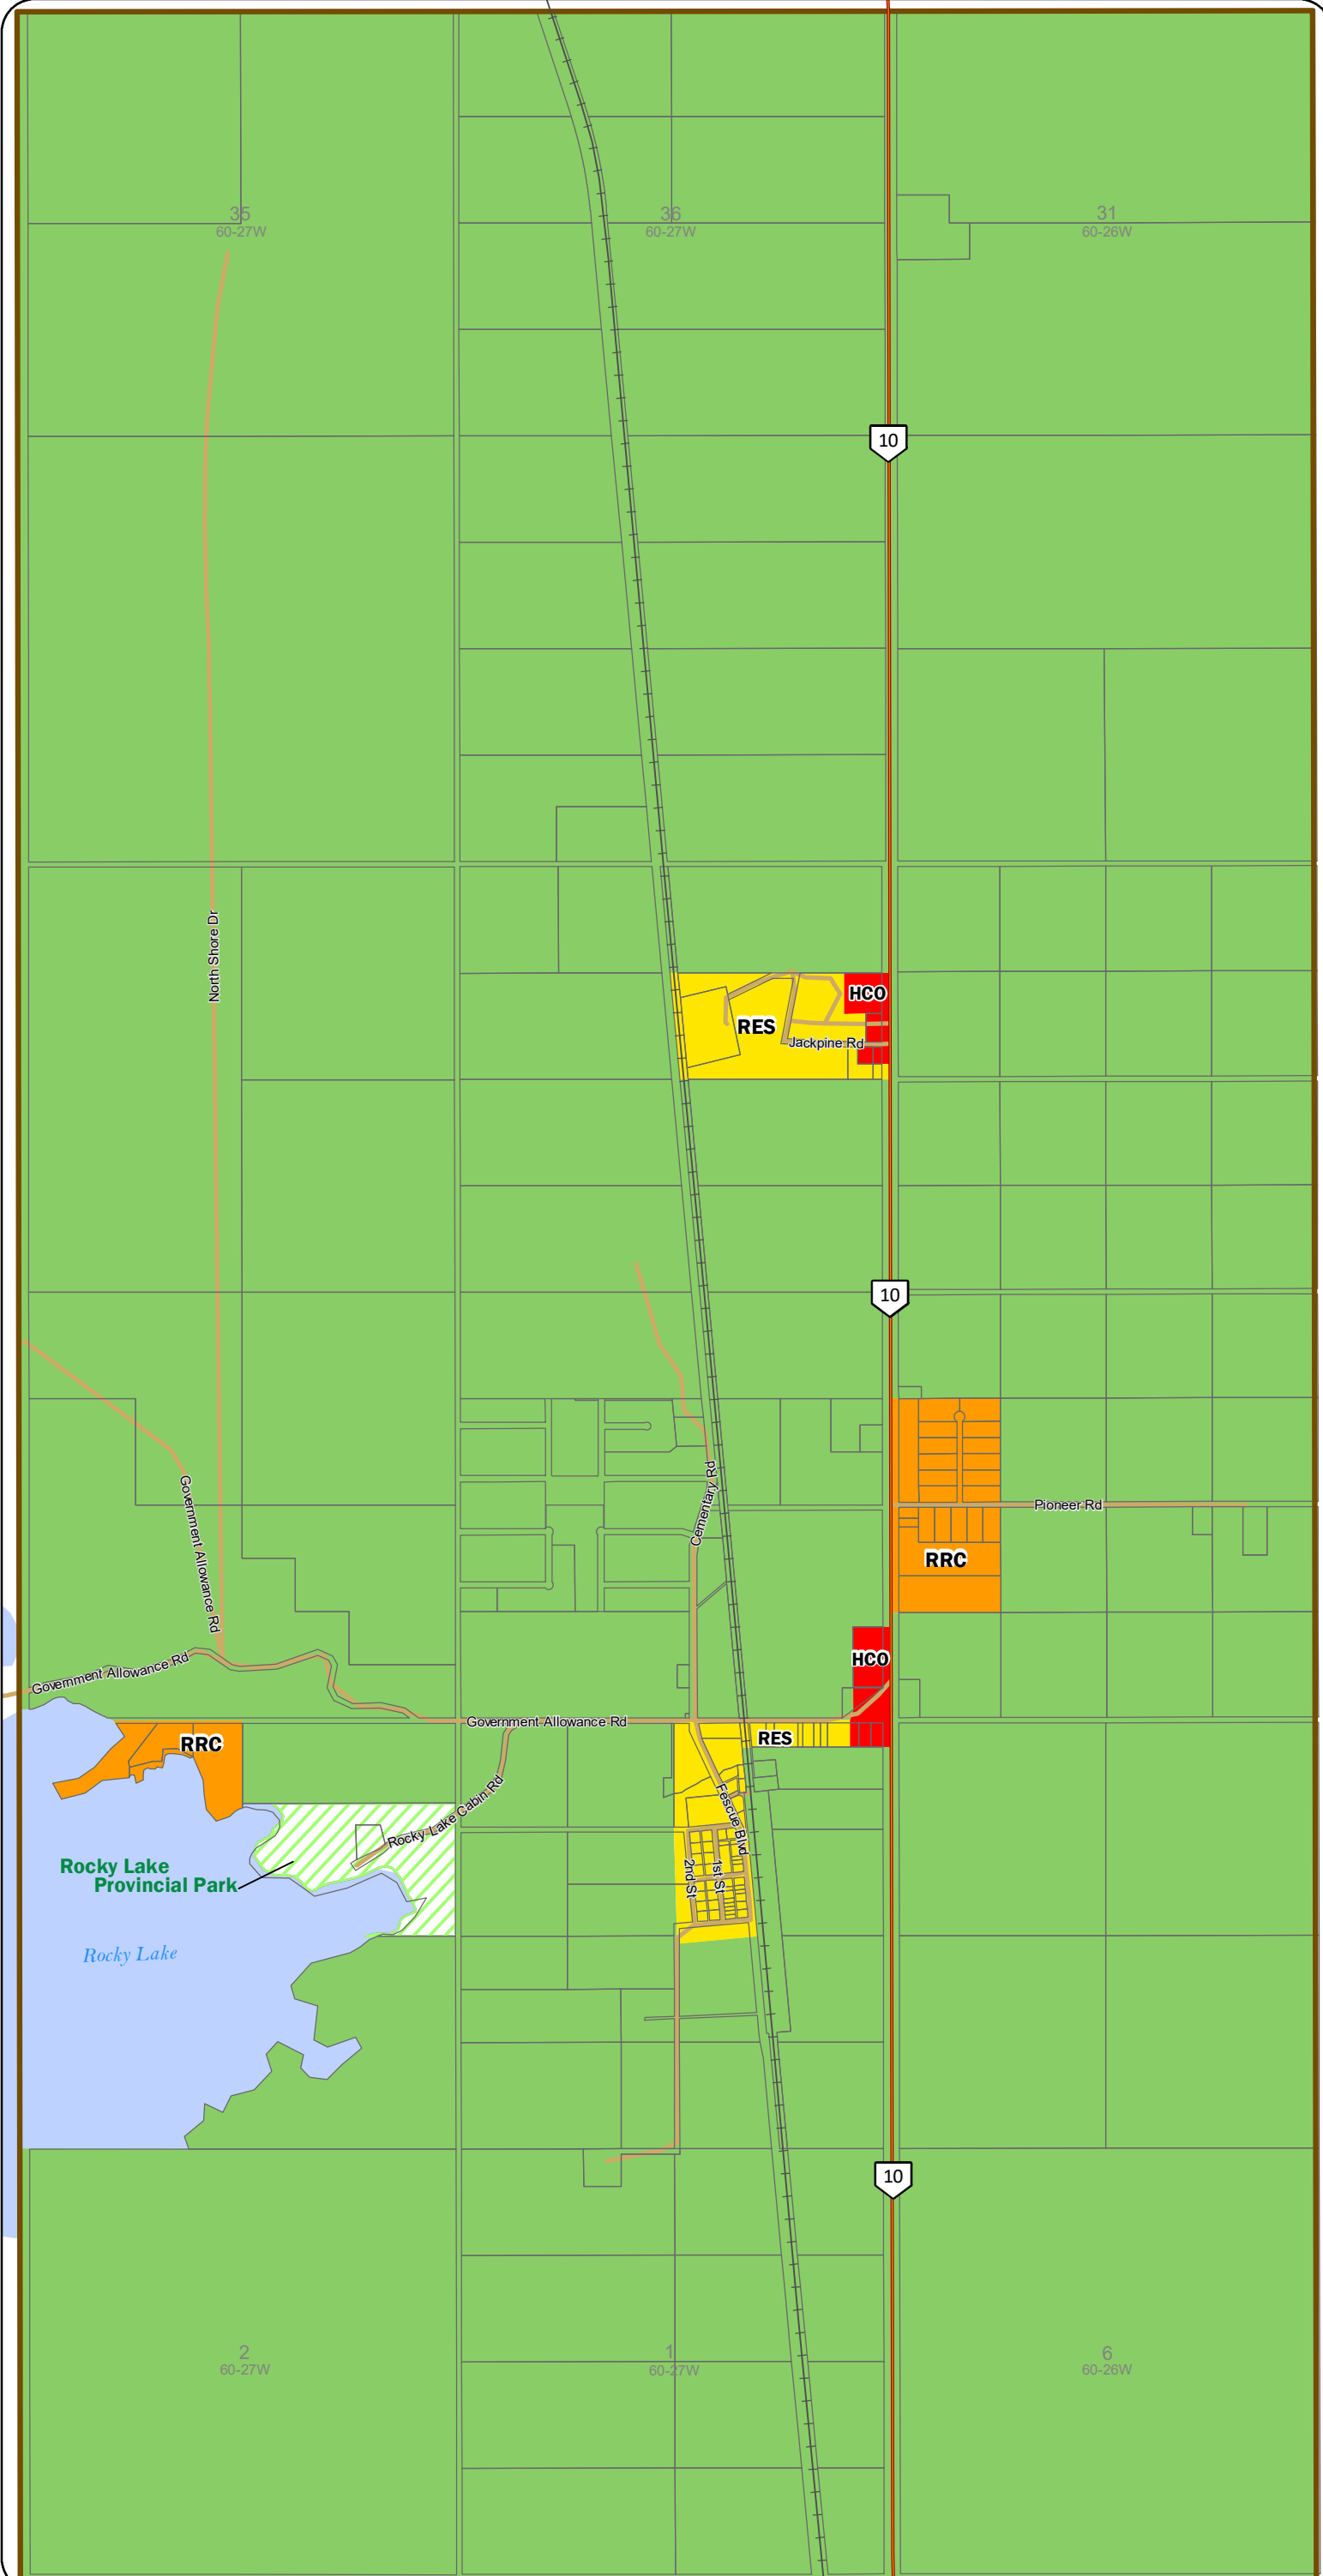 35
60-27W
36
60-27W
31
60-26W
10
North Shore Dr
HCO
RES
Jackpine Rd
10
Cementary Rd
Government Allowance Rd
Pioneer Rd
RRC
Government Allowance Rd
HCO
Government Allowance Rd
RRC
RES
Rocky Lake Cabin Rd
Fescue Blvd
2nd St
1st St
Rocky Lake
Provincial Park
Rocky Lake
10
2
60-27W
1
60-27W
6
60-26W